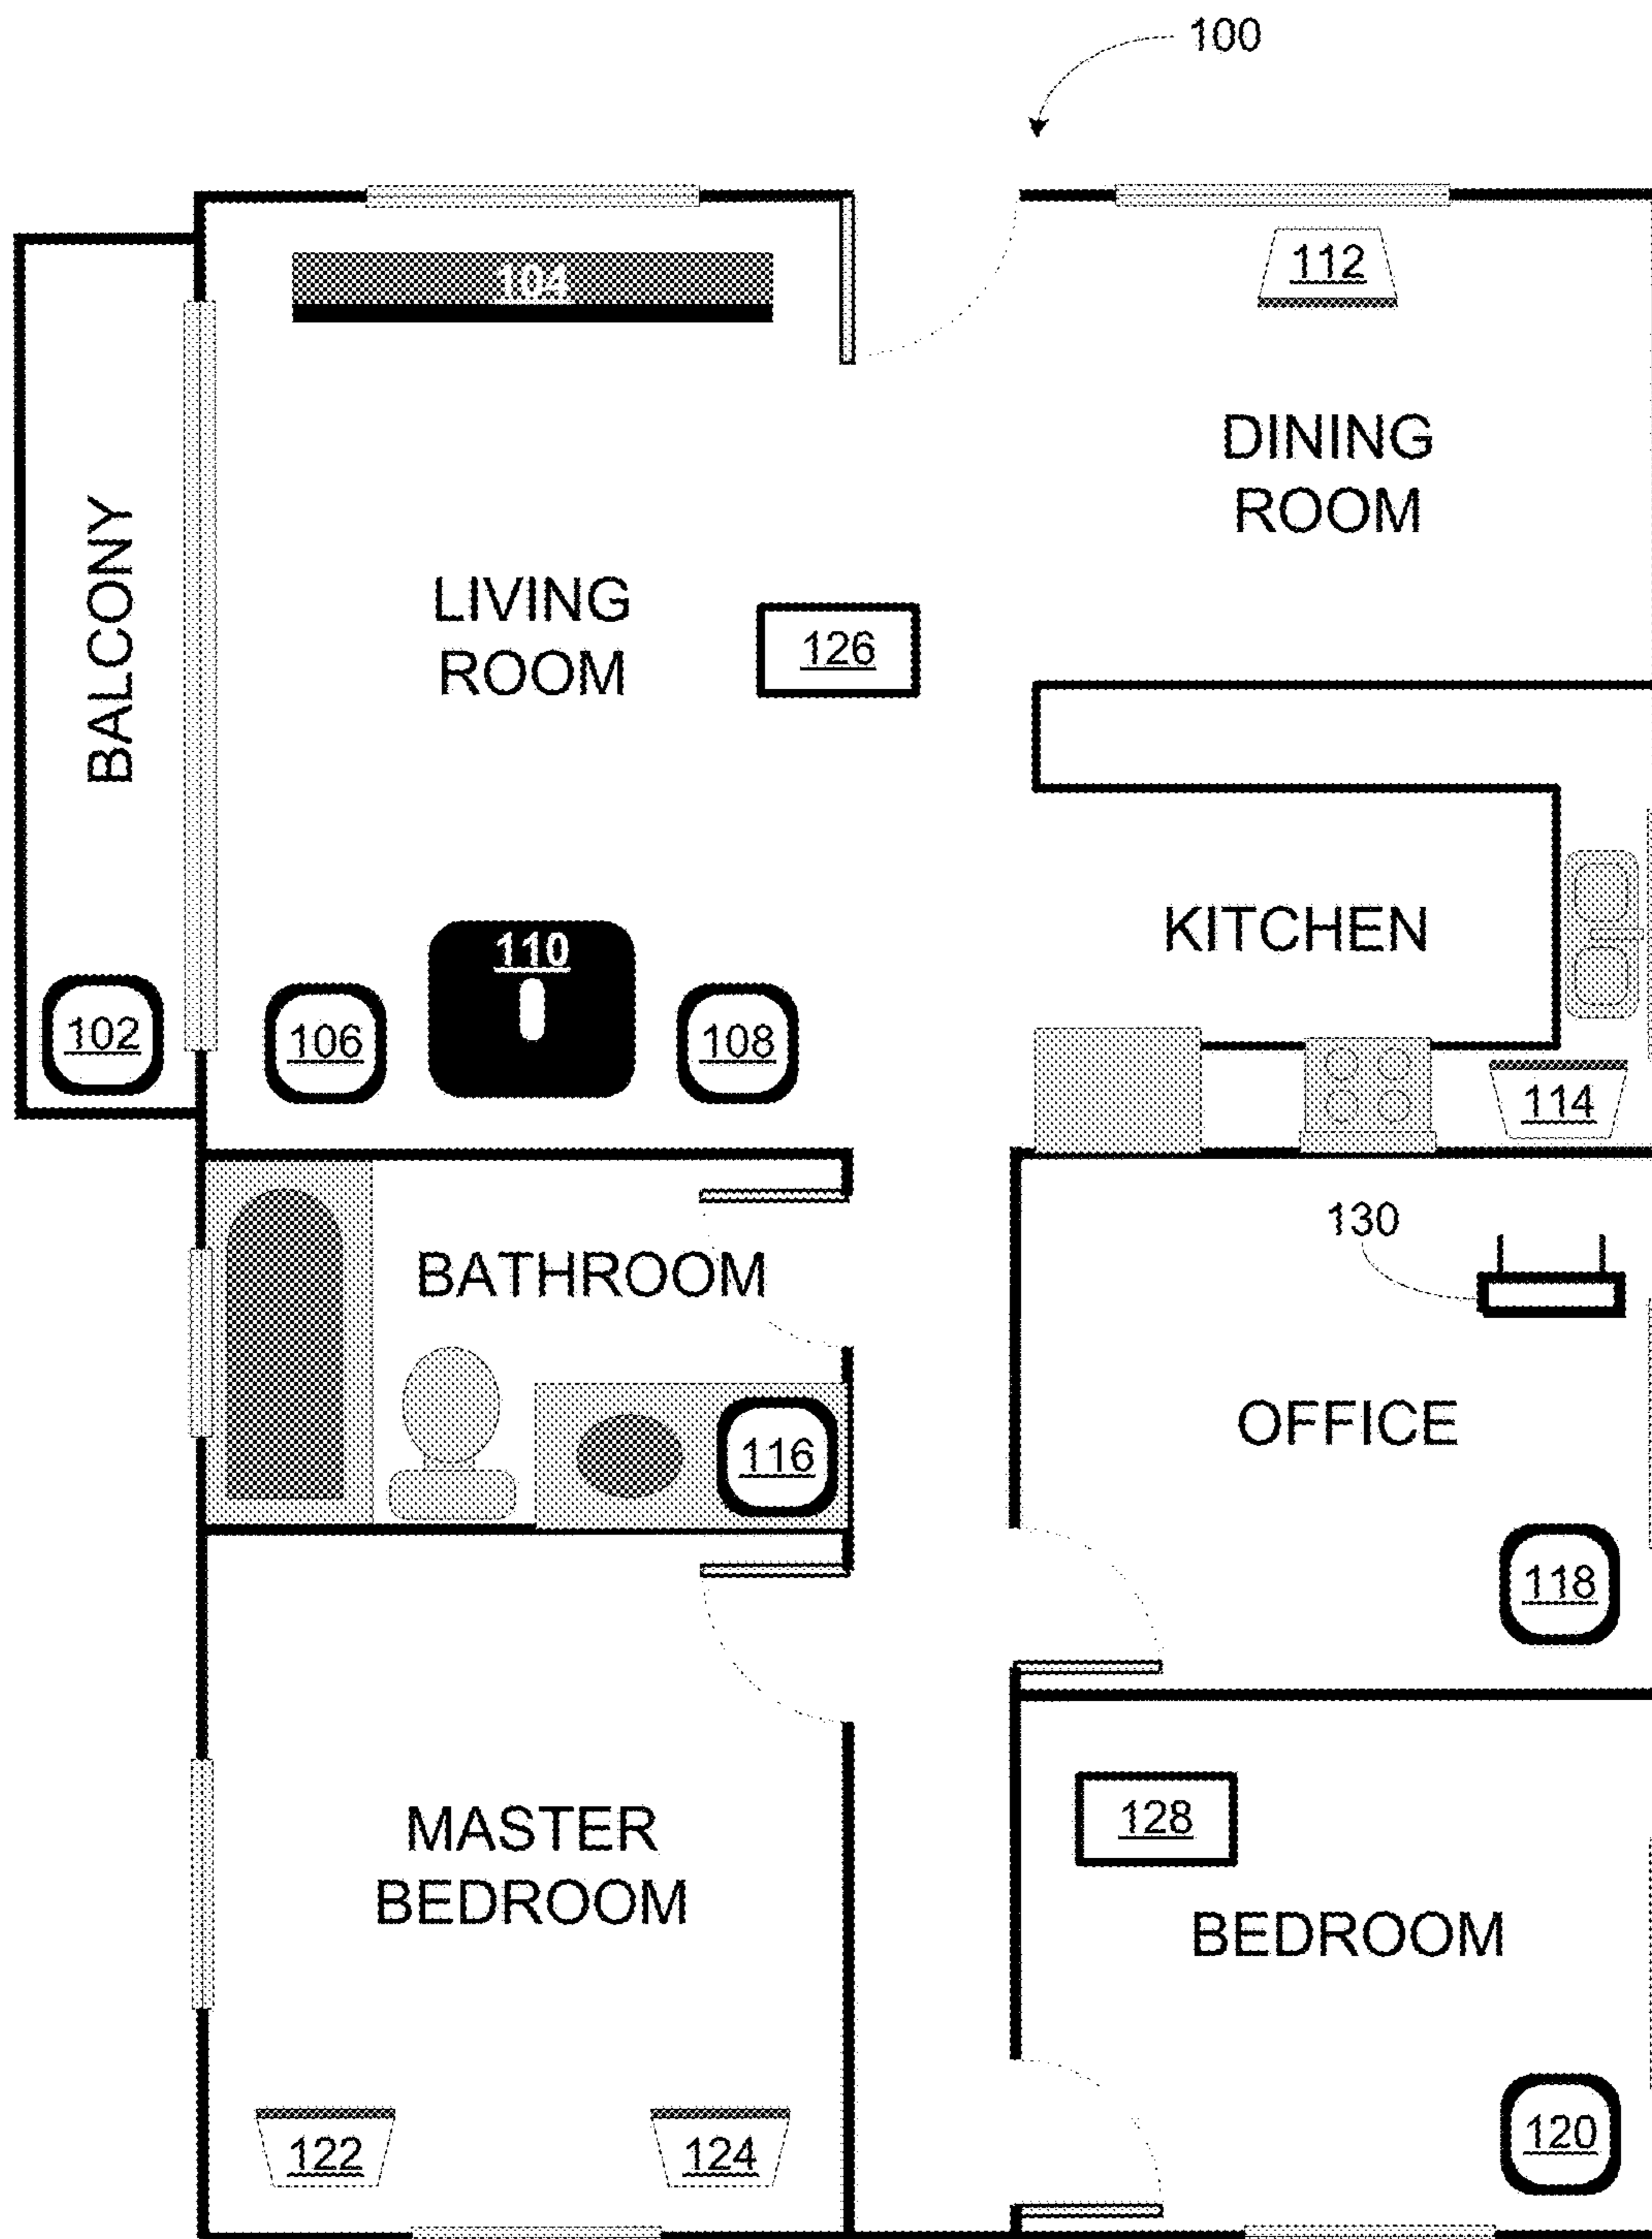 100
104
112
DINING
ROOM
BALCONY
LIVING
ROOM
126
KITCHEN
110
102
106
108
114
BATHROOM
130
OFFICE
116
118
MASTER
BEDROOM
128
BEDROOM
122
124
120